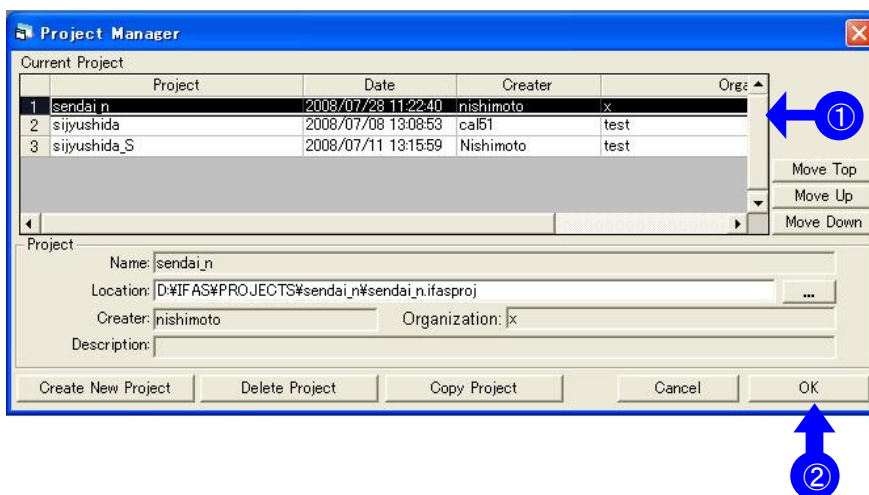 Project Manager
Current Project
Project Date Creater Orga
1 sendai_n 2008/07/28 11:22:40 nishimoto x
①
2 sijyushida 2008/07/08 13:08:53 cal51 test
3 sijyushida_S 2008/07/11 13:15:59 Nishimoto test
Move Top
Move Up
Move Down
Project
Name: sendai_n
Location: D:¥IFAS¥PROJECTS¥sendai_n¥sendai_n.ifasproj ...
Creater: nishimoto Organization: x
Description:
Create New Project Delete Project Copy Project Cancel OK
②